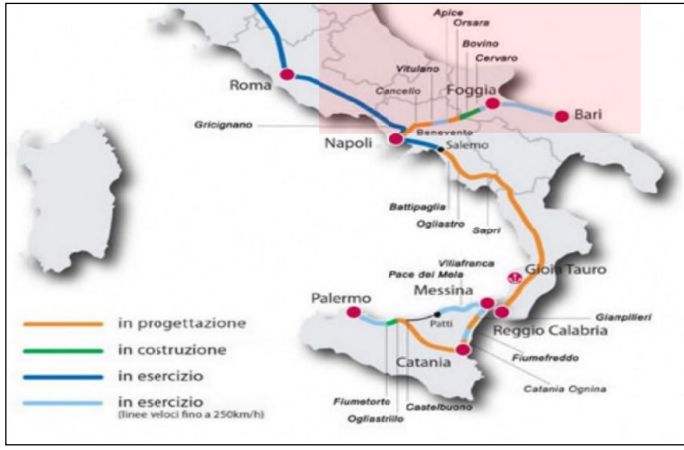 Apice
Orsara
Bovino
Cervaro
Vitulano
Cancello
Foggia
Roma
Bari
Gricignano
Benevento
Napoli
Salerno
Battipaglia
Ogliastro
Sapri
Villafranca
Pace del Mela
Gioia Tauro
Messina
Palermo
Patti
Giampilieri
Reggio Calabria
Catania
Fiumefreddo
Catania Ognina
Fiumetorto
Castelbuono
Ogliastrillo
in progettazione
in costruzione
in esercizio
in esercizio
(linee veloci fino a 250km/h)